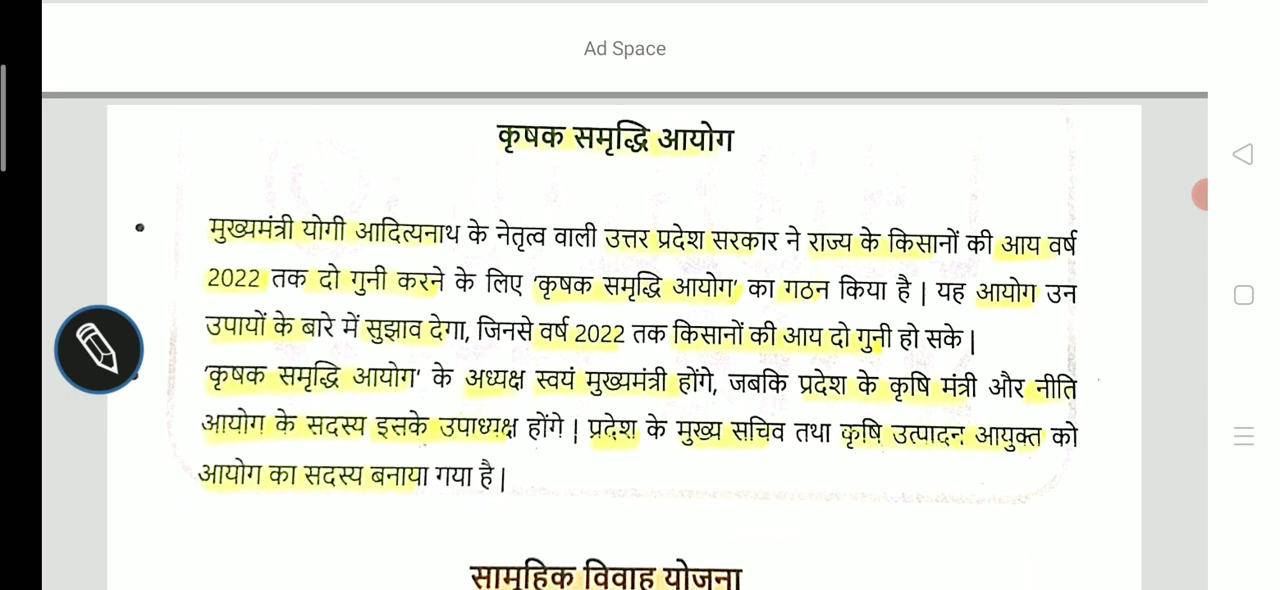 Ad Space
कृषक समृद्धि आयोग
• मुख्यमंत्री योगी आदित्यनाथ के नेतृत्व वाली उत्तर प्रदेश सरकार ने राज्य के किसानों की आय वर्ष
2022 तक दो गुनी करने के लिए ‘कृषक समृद्धि आयोग’ का गठन किया है | यह आयोग उन
उपायों के बारे में सुझाव देगा, जिनसे वर्ष 2022 तक किसानों की आय दो गुनी हो सके |
‘कृषक समृद्धि आयोग’ के अध्यक्ष स्वयं मुख्यमंत्री होंगे, जबकि प्रदेश के कृषि मंत्री और नीति
आयोग के सदस्य इसके उपाध्यक्ष होंगे | प्रदेश के मुख्य सचिव तथा कृषि उत्पादन आयुक्त को
आयोग का सदस्य बनाया गया है |
सामूहिक विवाह योजना